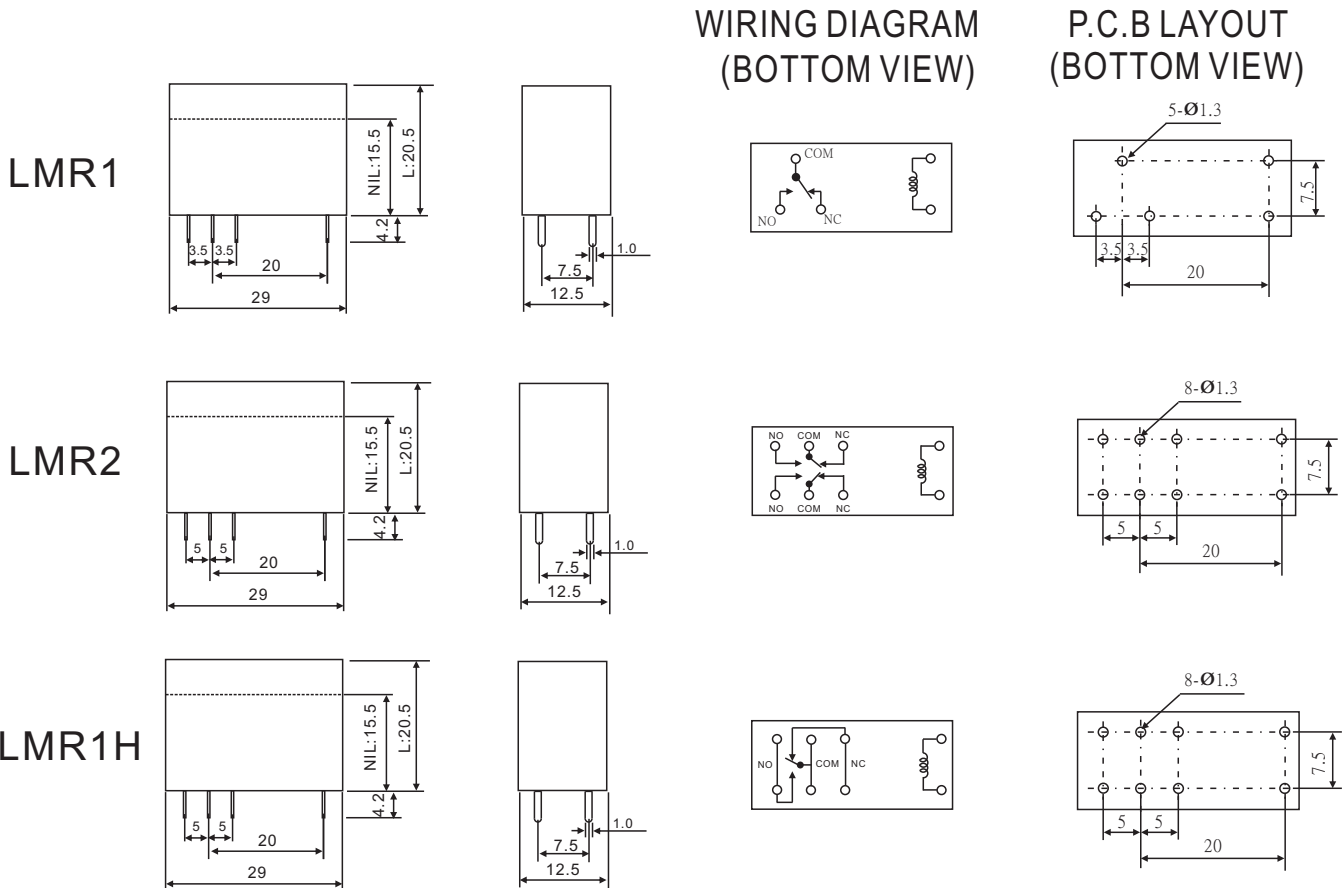 WIRING DIAGRAM
(BOTTOM VIEW)
P.C.B LAYOUT
(BOTTOM VIEW)
LMR1
NIL:15.5
L:20.5
4.2
3.5 3.5
20
29
1.0
7.5
12.5
COM
NO
NC
5-Ø1.3
7.5
3.5 3.5
20
LMR2
NIL:15.5
L:20.5
4.2
5 5
20
29
1.0
7.5
12.5
NO COM NC
NO COM NC
8-Ø1.3
7.5
5 5
20
LMR1H
NIL:15.5
L:20.5
4.2
5 5
20
29
1.0
7.5
12.5
NO COM NC
8-Ø1.3
7.5
5 5
20